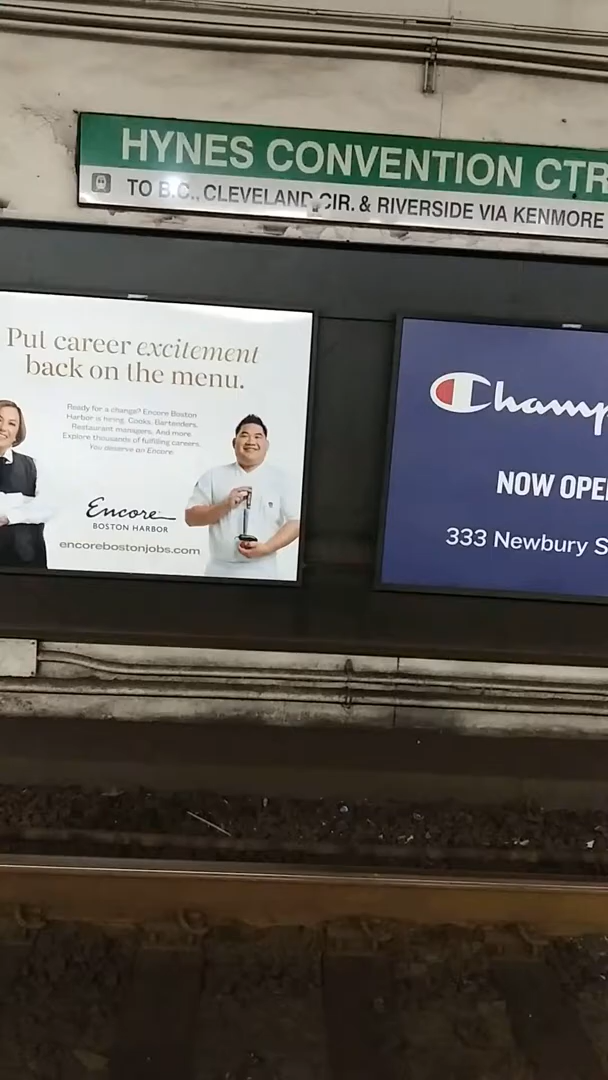 HYNES CONVENTION CTR
TO B.C., CLEVELAND CIR. & RIVERSIDE VIA KENMORE
Put career excitement
back on the menu.
Ready for a change? Encore Boston
Harbor is hiring. Cooks. Bartenders.
Restaurant managers. And more.
Explore thousands of fulfilling careers.
You deserve an Encore.
Encore
BOSTON HARBOR
encorebostonjobs.com
Champ
NOW OPE
333 Newbury S